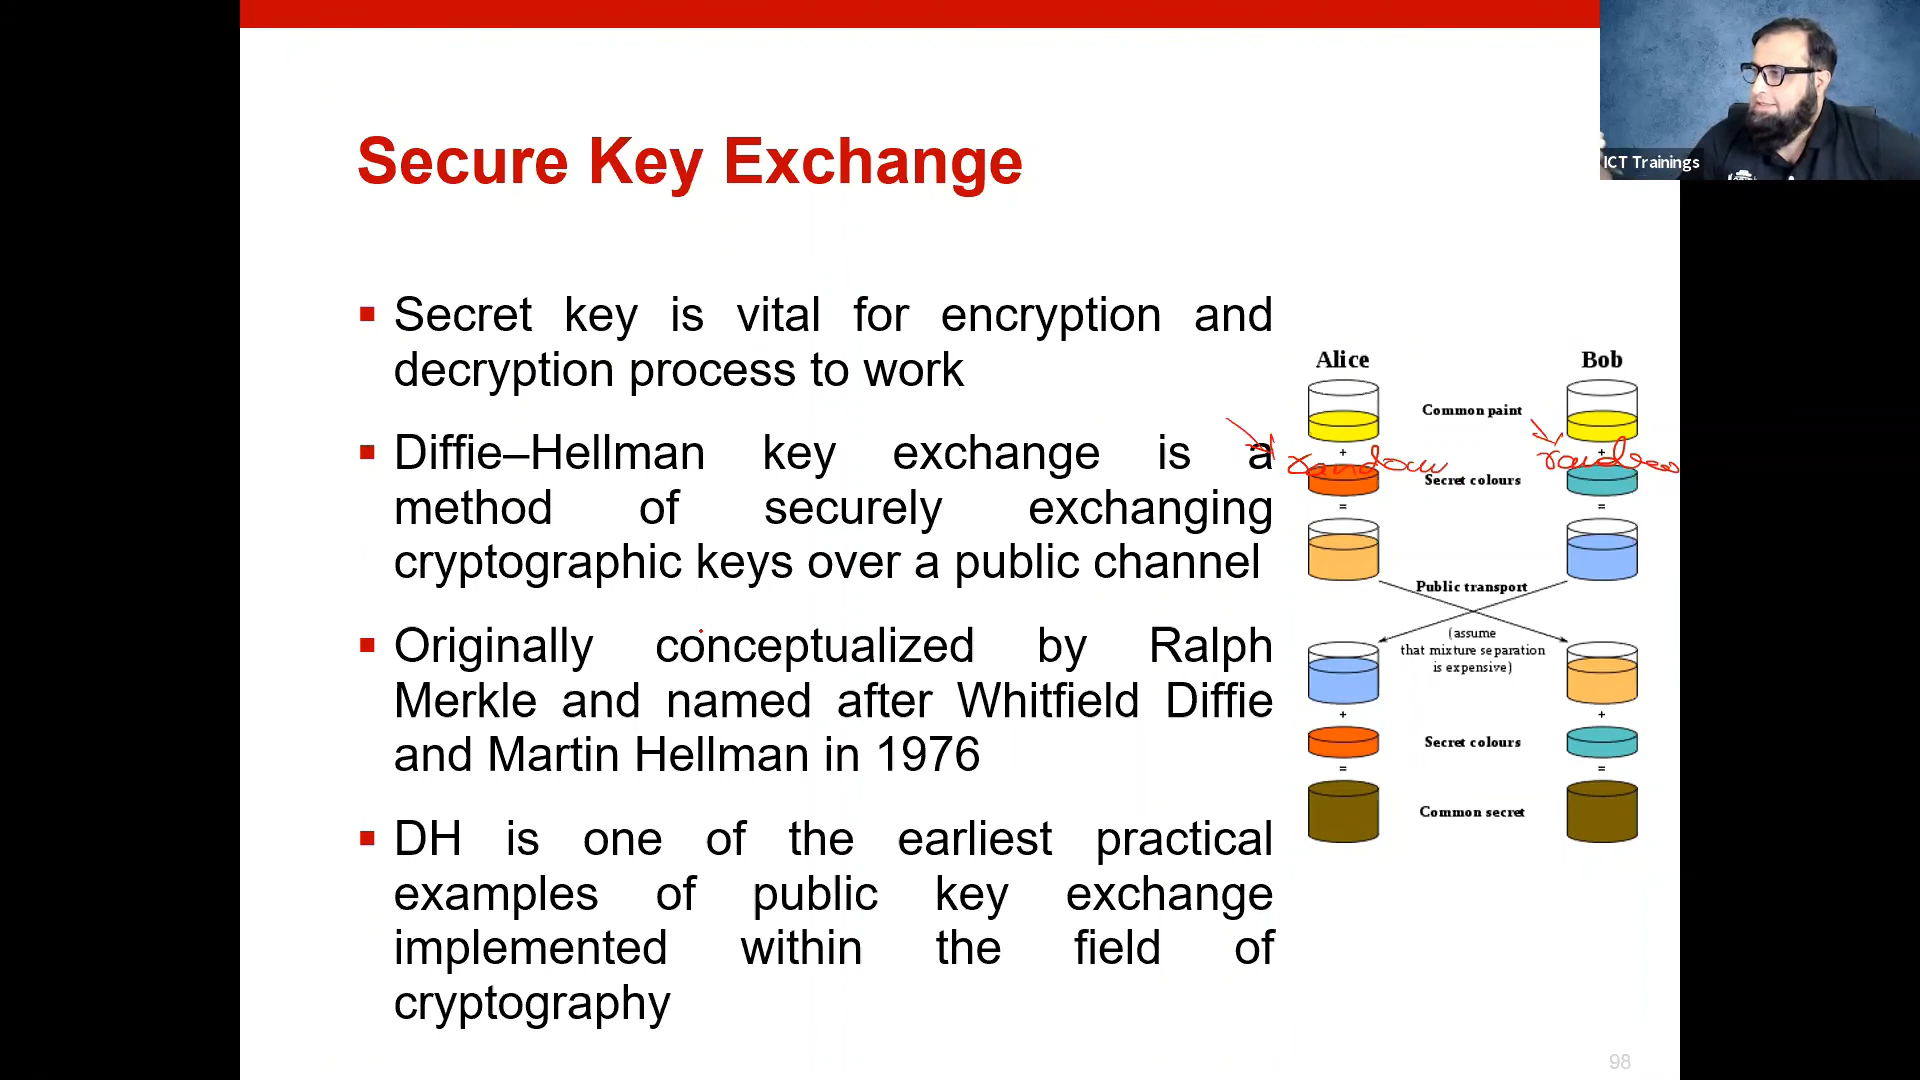 Secure Key Exchange
ICT Trainings
Secret key is vital for encryption and
decryption process to work
Diffie–Hellman key exchange is a
method of securely exchanging
cryptographic keys over a public channel
Originally conceptualized by Ralph
Merkle and named after Whitfield Diffie
and Martin Hellman in 1976
DH is one of the earliest practical
examples of public key exchange
implemented within the field of
cryptography
Alice Bob
Common paint
+ +
random random
Secret colours
= =
Public transport
(assume
that mixture separation
is expensive)
+ +
Secret colours
= =
Common secret
98